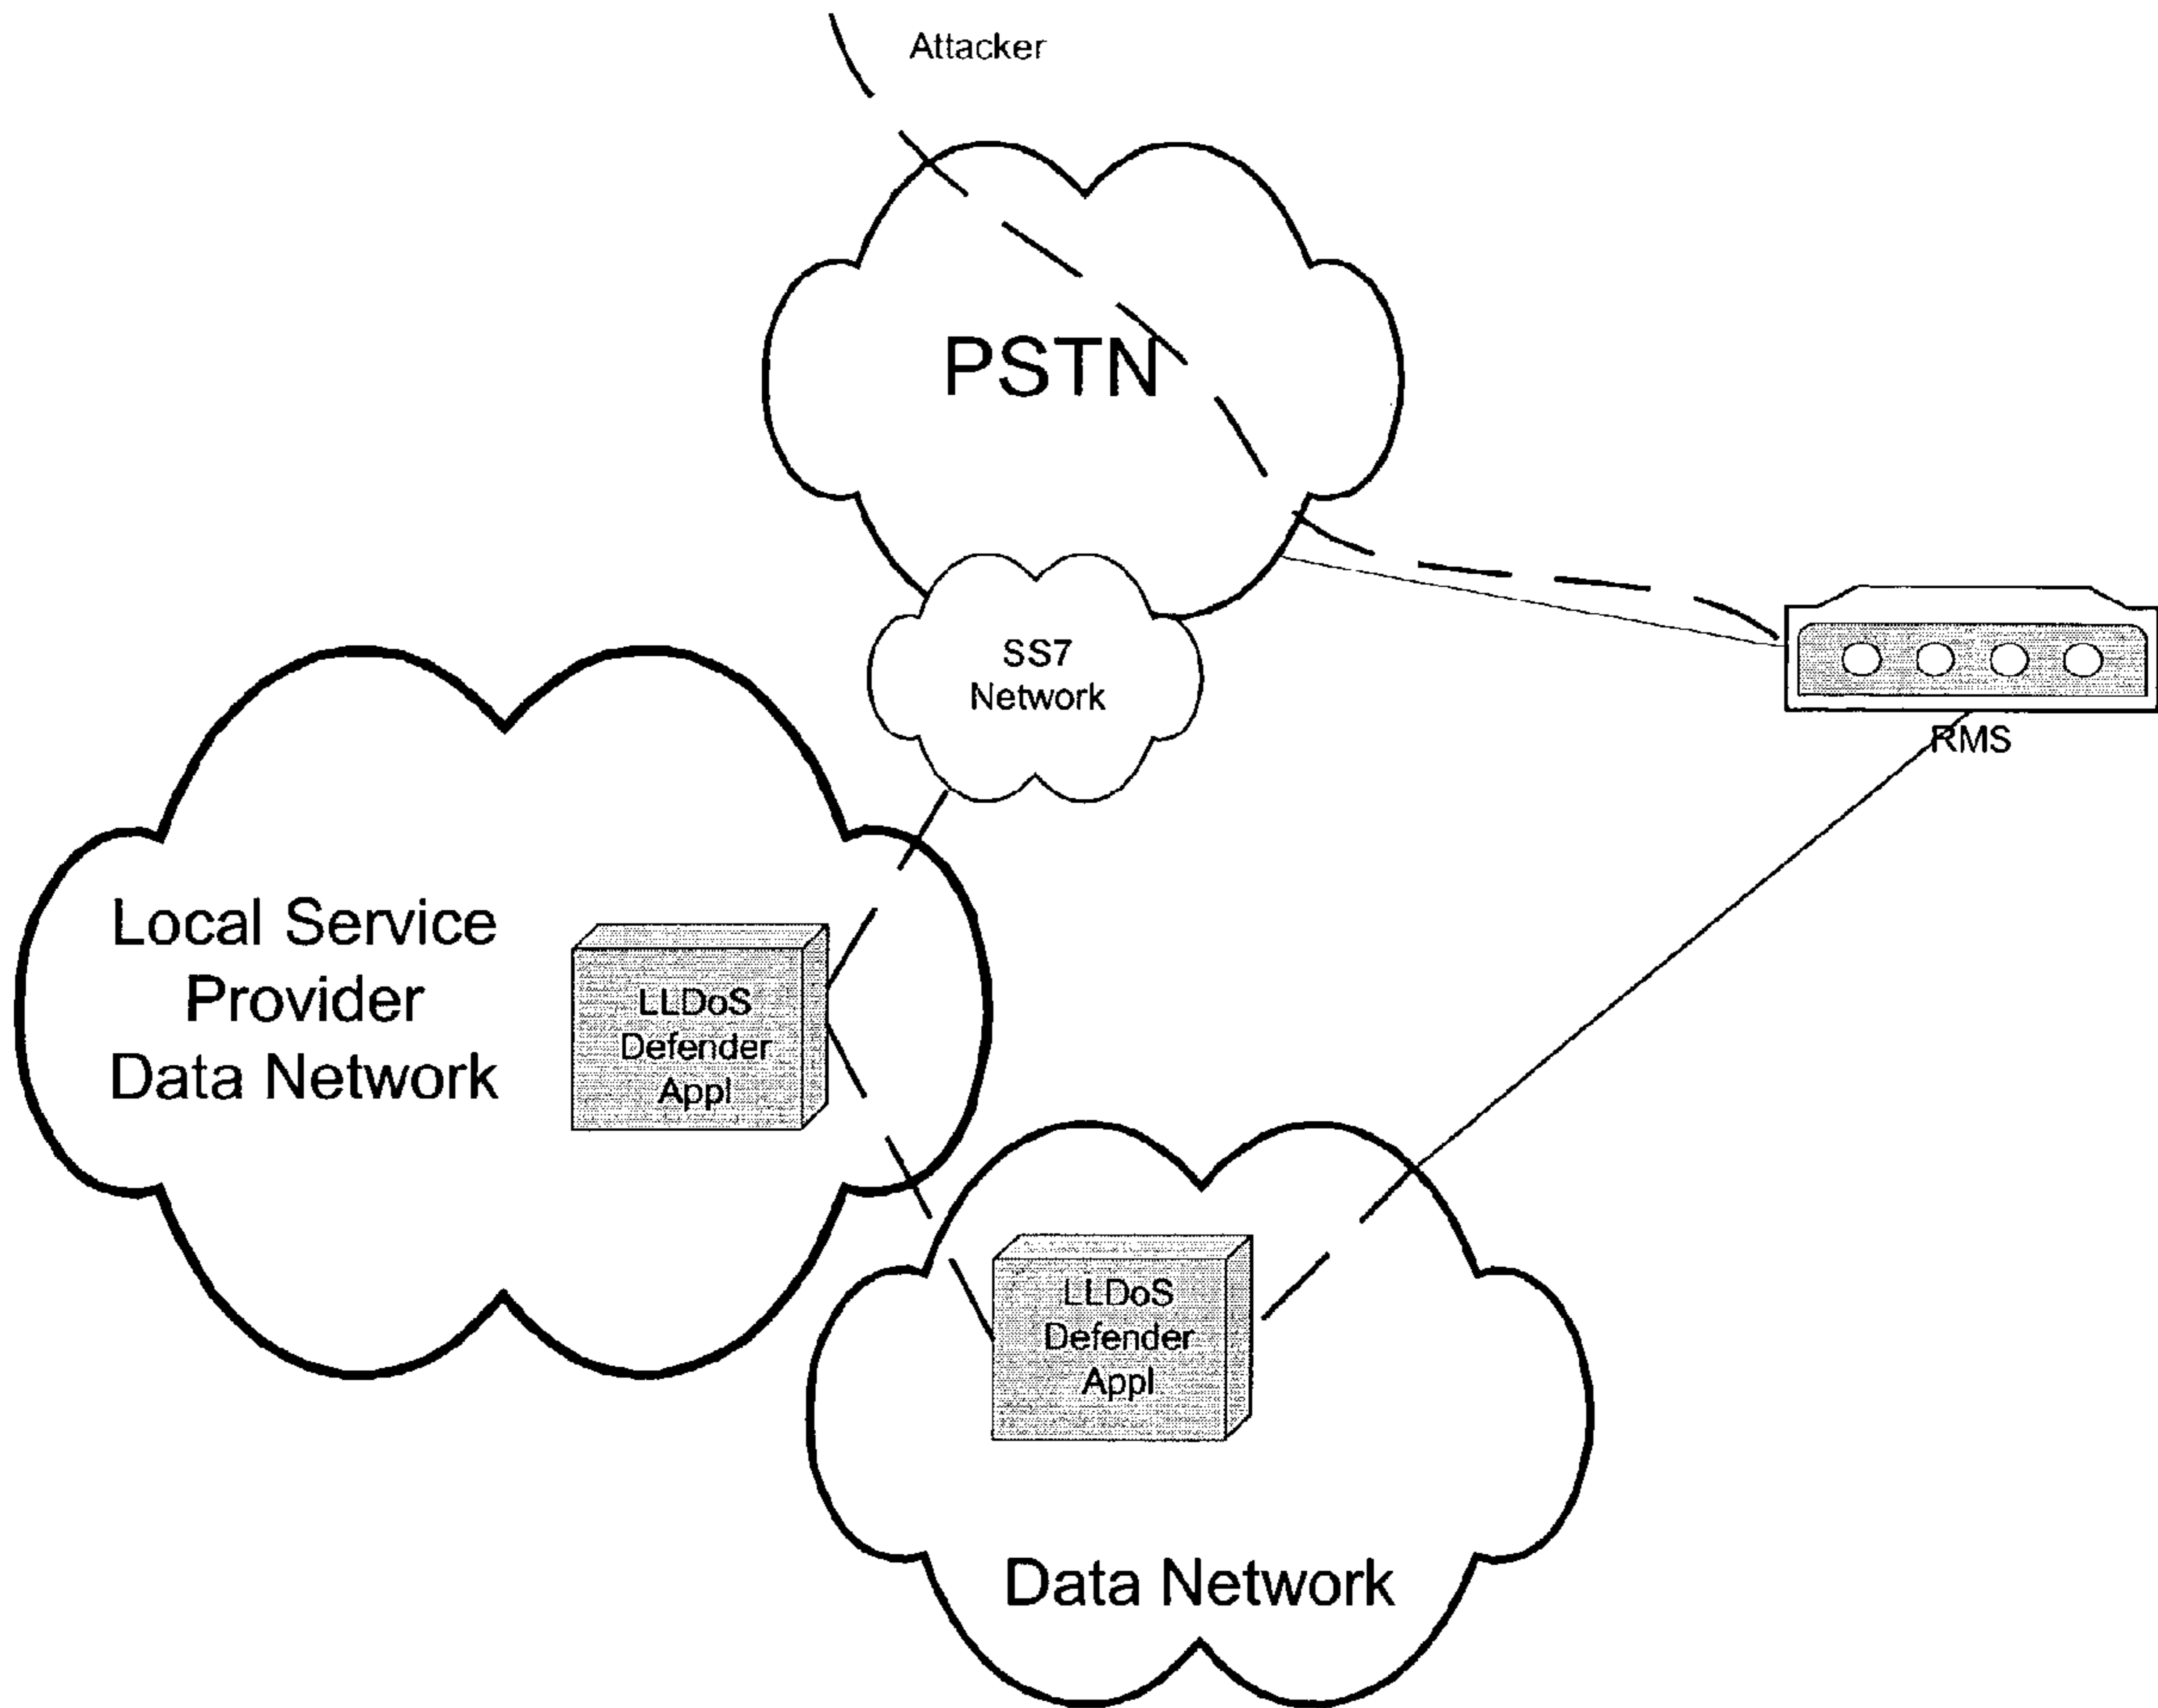 Attacker
PSTN
SS7
Network
RMS
Local Service
Provider
Data Network
LLDoS
Defender
Appl
LLDoS
Defender
Appl
Data Network